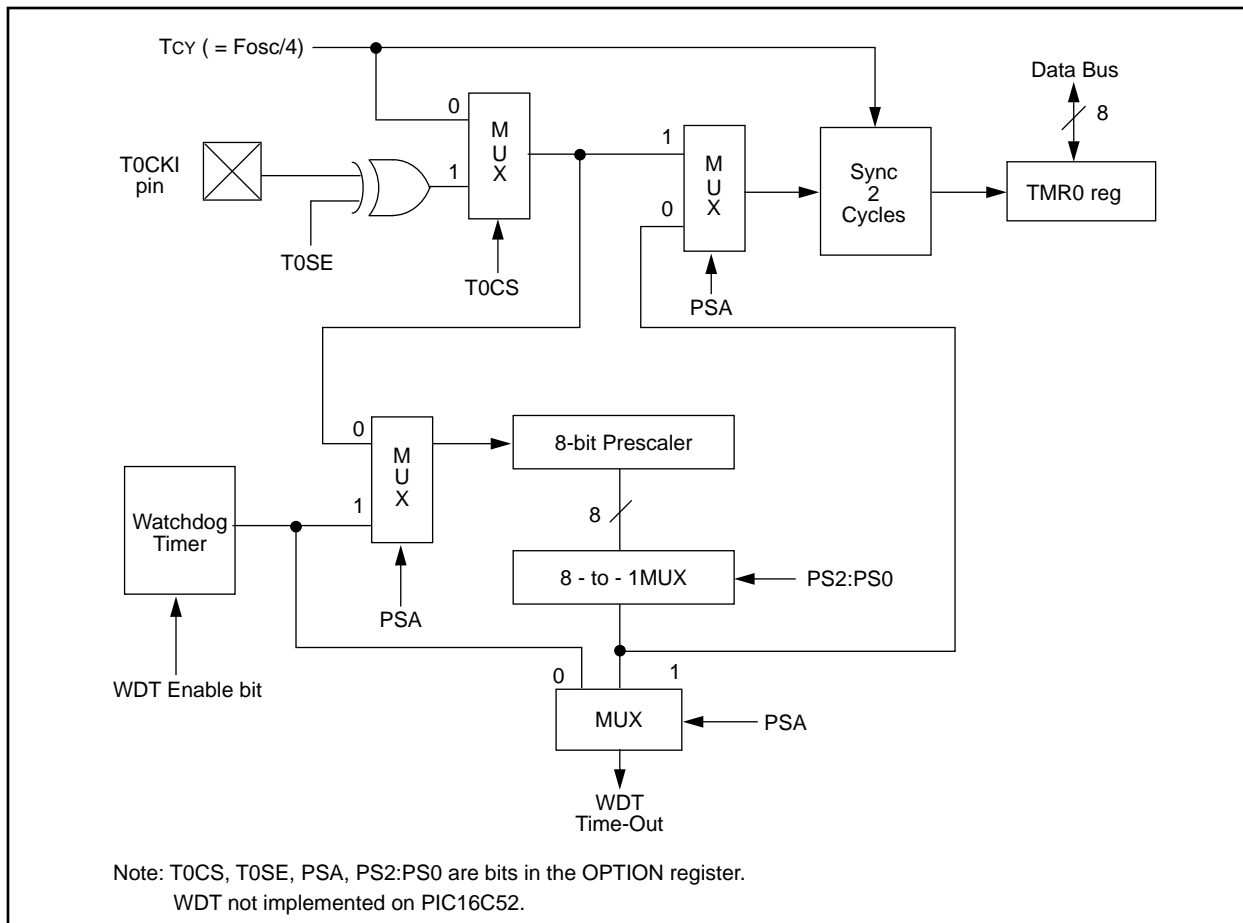 TCY ( = Fosc/4)
Data Bus
8
0
M
U
X
1
T0CKI
pin
T0SE
T0CS
1
M
U
X
0
PSA
Sync
2
Cycles
TMR0 reg
0
M
U
X
1
8-bit Prescaler
Watchdog
Timer
8
8 - to - 1MUX
PS2:PS0
PSA
WDT Enable bit
0
1
MUX
PSA
WDT
Time-Out
Note: T0CS, T0SE, PSA, PS2:PS0 are bits in the OPTION register.
WDT not implemented on PIC16C52.